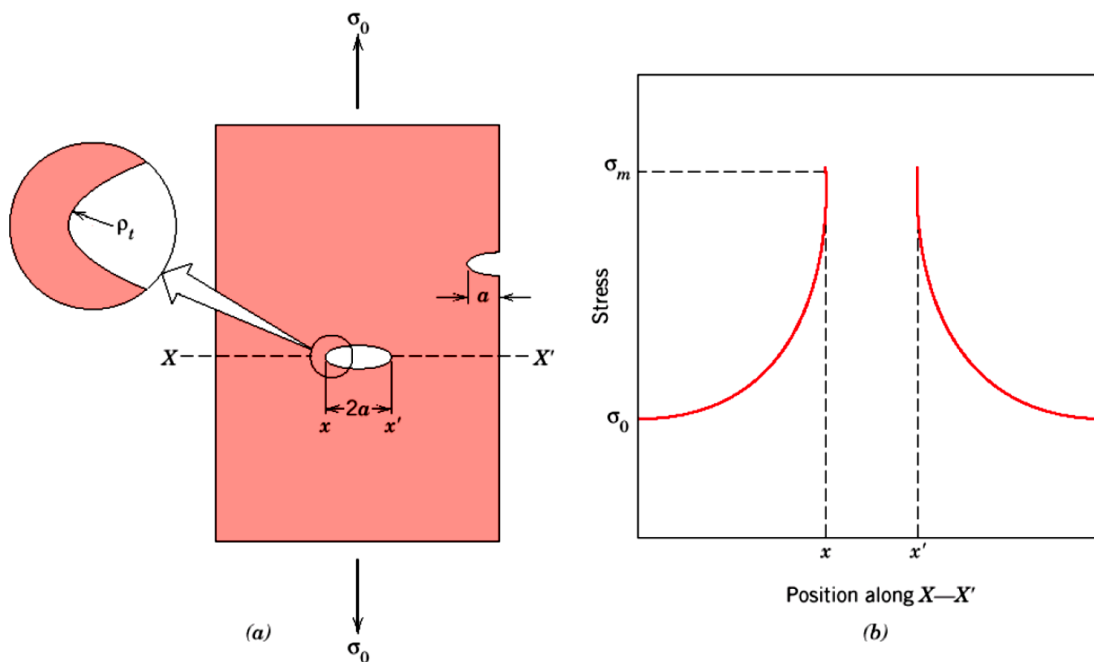 σ₀
ρₜ
a
X
X′
2a
x
x′
σ₀
(a)
σₘ
Stress
σ₀
x
x′
Position along X—X′
(b)